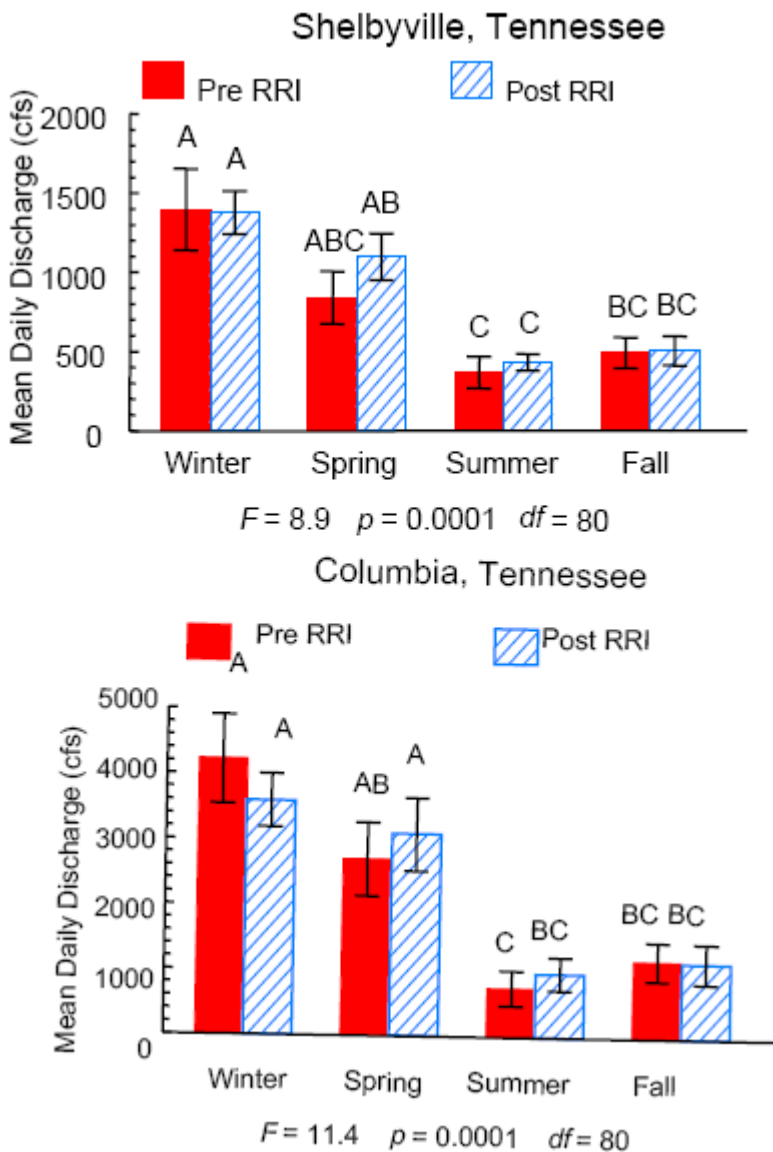 Shelbyville, Tennessee
Pre RRI Post RRI
Mean Daily Discharge (cfs)
2000
1500
1000
500
0
A A
ABC AB
C C
BC BC
Winter Spring Summer Fall
F = 8.9 p = 0.0001 df = 80
Columbia, Tennessee
Pre RRI Post RRI
Mean Daily Discharge (cfs)
5000
4000
3000
2000
1000
0
A A
AB A
C BC
BC BC
Winter Spring Summer Fall
F = 11.4 p = 0.0001 df = 80